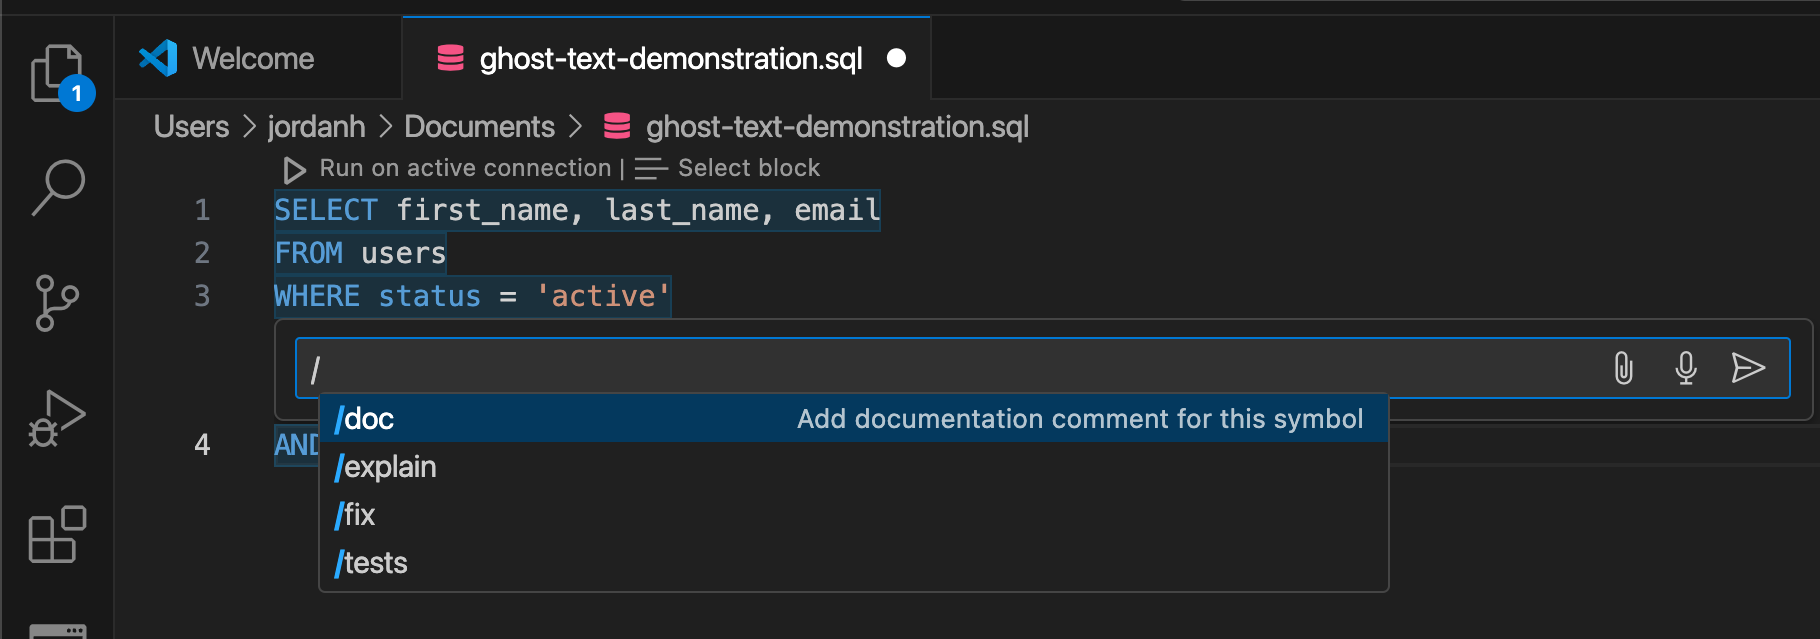 Welcome
ghost-text-demonstration.sql
1
Users > jordanh > Documents > ghost-text-demonstration.sql
Run on active connection | Select block
1 SELECT first_name, last_name, email
2 FROM users
3 WHERE status = 'active'
/
/doc Add documentation comment for this symbol
4 AND
/explain
/fix
/tests